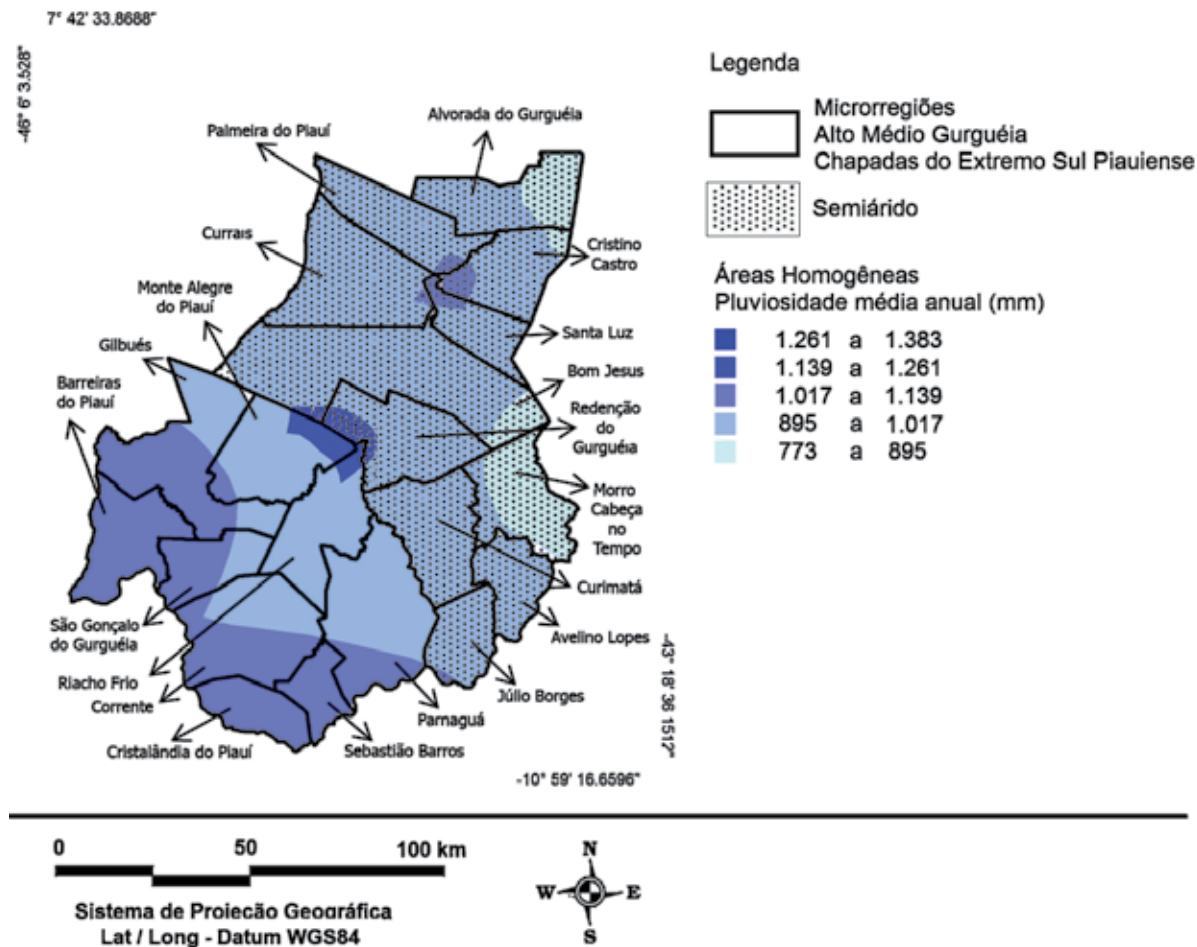 7° 42' 33.8688"
-46° 6' 3.528"
Legenda
Microrregiões
Alto Médio Gurguéia
Chapadas do Extremo Sul Piauiense
Semiárido
Áreas Homogêneas
Pluviosidade média anual (mm)
1.261 a 1.383
1.139 a 1.261
1.017 a 1.139
895 a 1.017
773 a 895
Alvorada do Gurguéia
Palmeira do Piauí
Currais
Cristino
Castro
Monte Alegre
do Piauí
Santa Luz
Gilbués
Bom Jesus
Barreiras
do Piauí
Redenção
do
Gurguéia
Morro
Cabeça
no
Tempo
Curimatá
São Gonçalo
do Gurguéia
Avelino Lopes
Riacho Frio
Júlio Borges
Corrente
Parnaguá
Cristalândia do Piauí
Sebastião Barros
-43° 18' 36 1512"
-10° 59' 16.6596"
0 50 100 km
Sistema de Projecão Geográfica
Lat / Long - Datum WGS84
N
W E
S